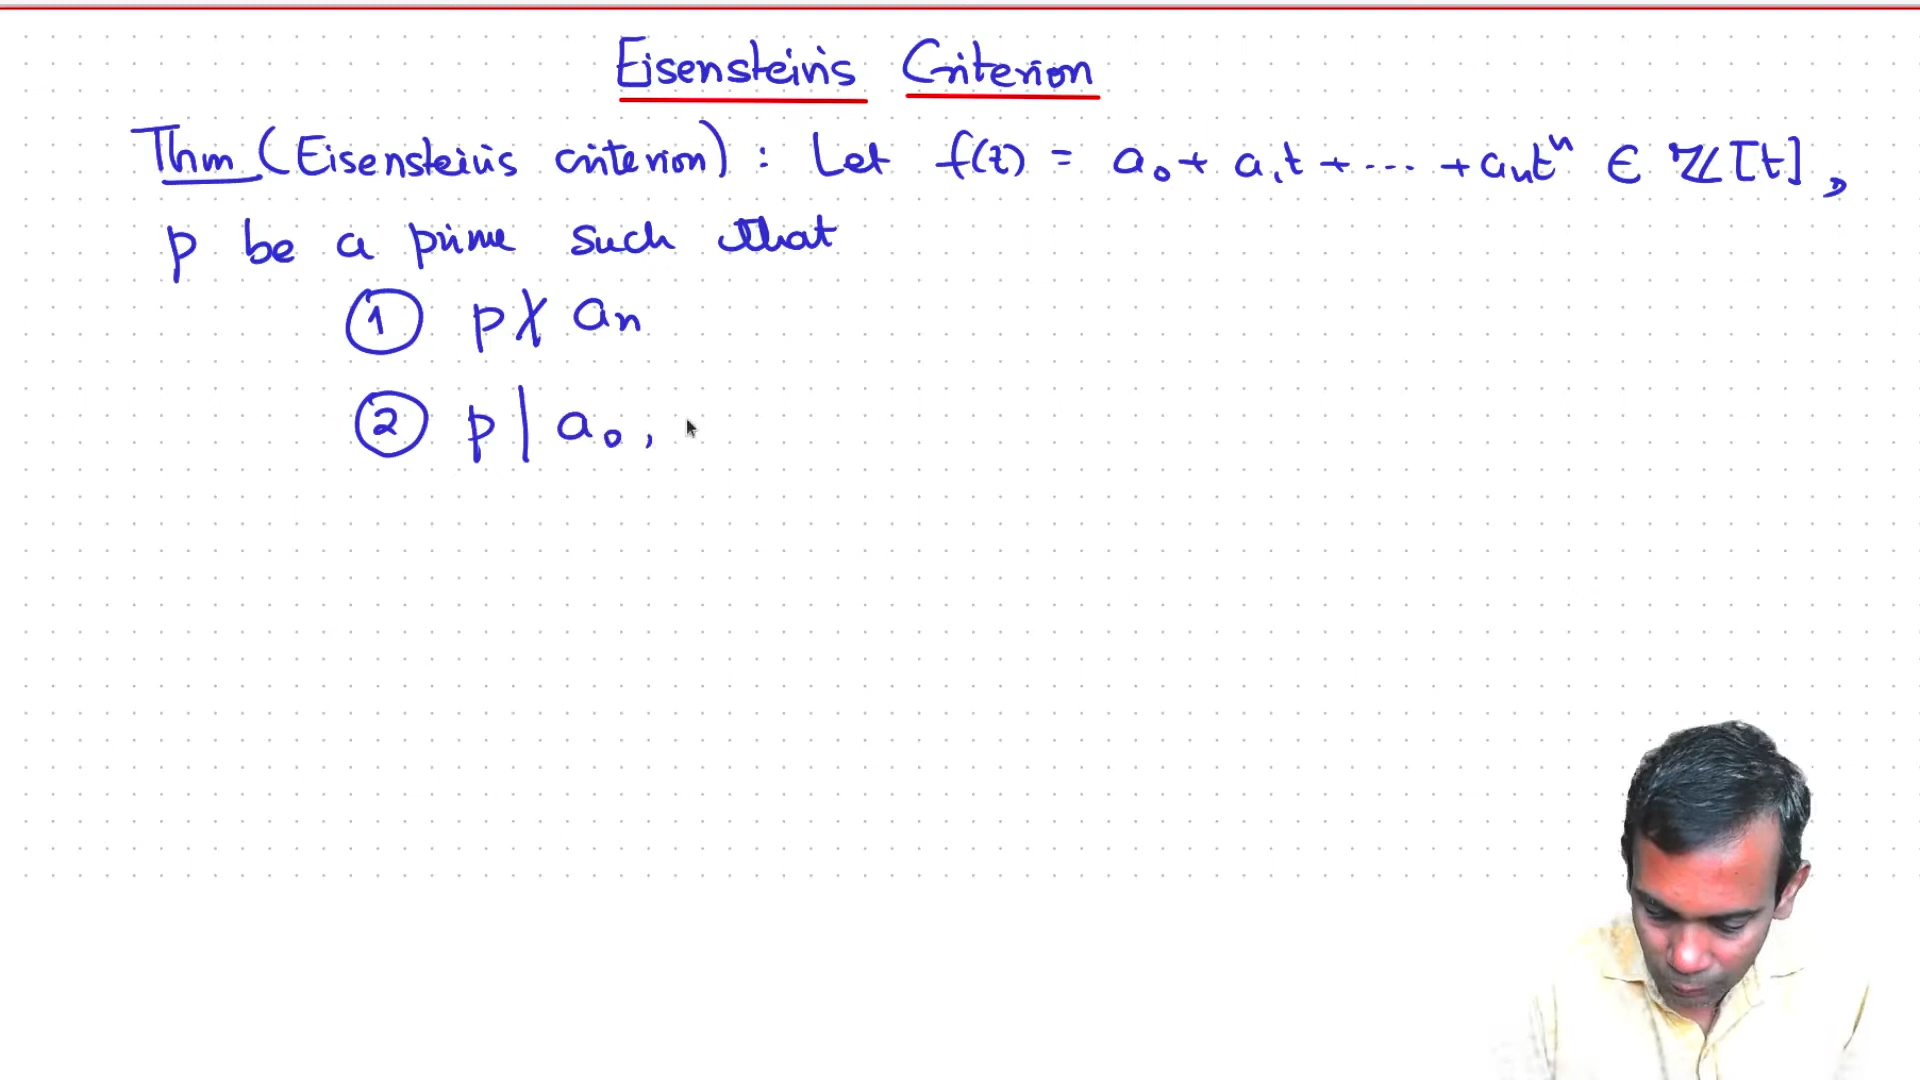 Eisenstein's Criterion
Thm (Eisenstein's criterion) : Let f(t) = a₀ + a₁t + ... + aₙtⁿ ∈ ℤ[t],
p be a prime such that
① p ∤ aₙ
② p | a₀,